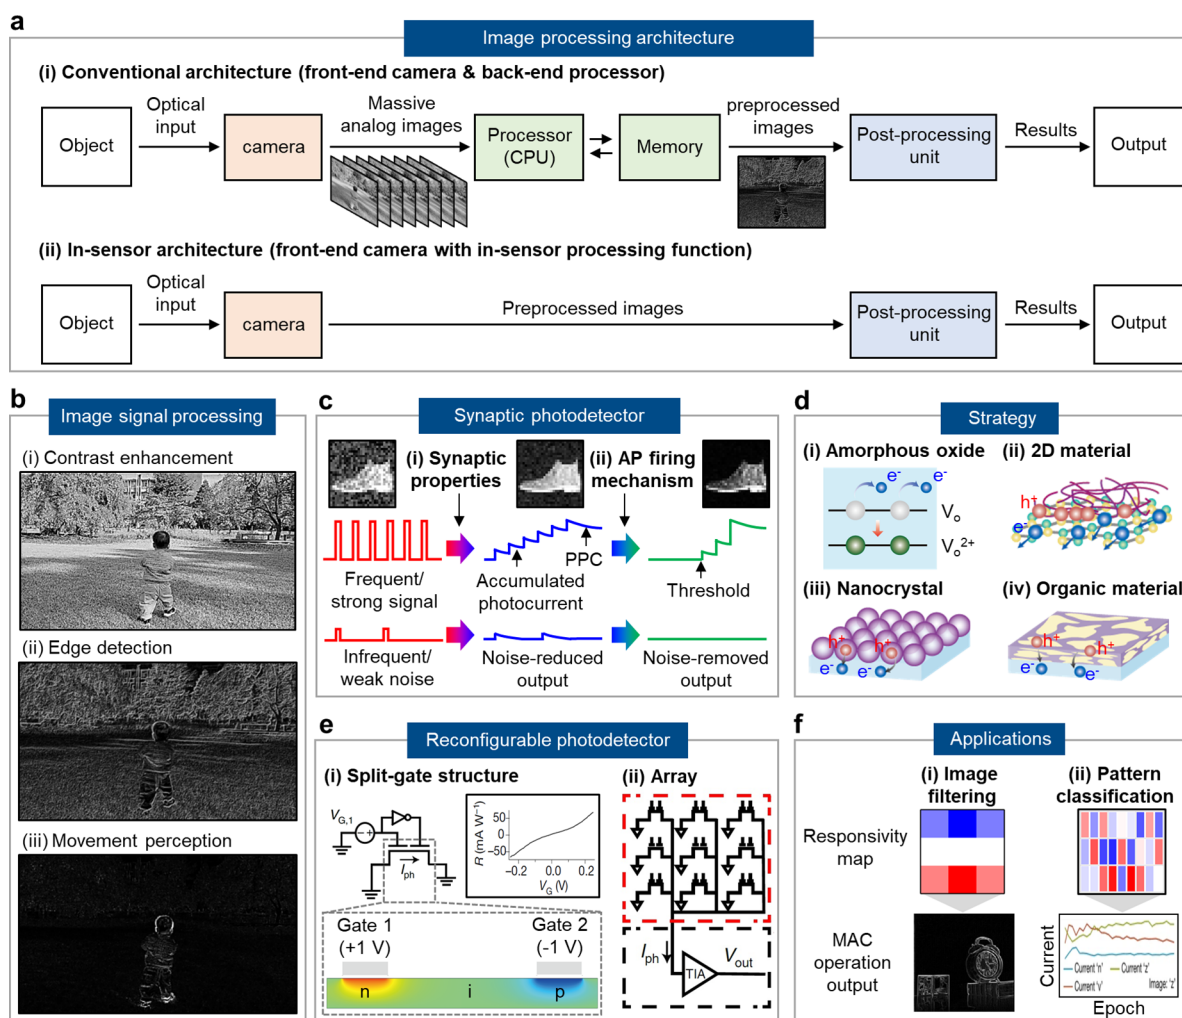 a
Image processing architecture
(i) Conventional architecture (front-end camera & back-end processor)
Object
Optical
input
camera
Massive
analog images
Processor
(CPU)
Memory
preprocessed
images
Post-processing
unit
Results
Output
(ii) In-sensor architecture (front-end camera with in-sensor processing function)
Object
Optical
input
camera
Preprocessed images
Post-processing
unit
Results
Output
b
Image signal processing
(i) Contrast enhancement
(ii) Edge detection
(iii) Movement perception
c
Synaptic photodetector
(i) Synaptic
properties
(ii) AP firing
mechanism
Frequent/
strong signal
Accumulated
photocurrent
PPC
Threshold
Infrequent/
weak noise
Noise-reduced
output
Noise-removed
output
d
Strategy
(i) Amorphous oxide
e⁻ e⁻
Vₒ
Vₒ²⁺
(ii) 2D material
h⁺
e⁻
(iii) Nanocrystal
h⁺ h⁺
e⁻ e⁻
(iv) Organic material
h⁺ h⁺
e⁻ e⁻
e
Reconfigurable photodetector
(i) Split-gate structure
V_G,1
− +
I_ph
R (mA W⁻¹)
50
0
−50
−0.2 0 0.2
V_G (V)
Gate 1
(+1 V)
Gate 2
(-1 V)
n i p
(ii) Array
I_ph
TIA
V_out
f
Applications
(i) Image
filtering
(ii) Pattern
classification
Responsivity
map
MAC
operation
output
Current
Current 'n' Current 'z'
Current 'v' Image: 'z'
Epoch